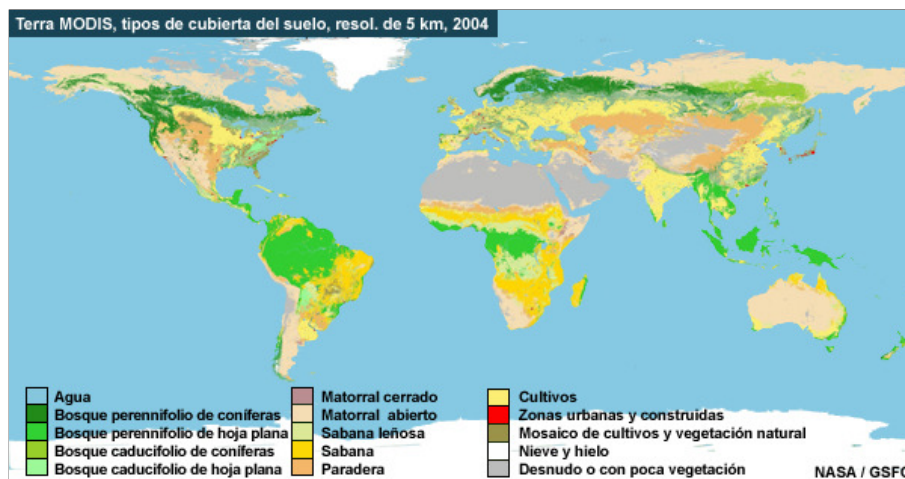 Terra MODIS, tipos de cubierta del suelo, resol. de 5 km, 2004
Agua
Bosque perennifolio de coníferas
Bosque perennifolio de hoja plana
Bosque caducifolio de coníferas
Bosque caducifolio de hoja plana
Matorral cerrado
Matorral abierto
Sabana leñosa
Sabana
Paradera
Cultivos
Zonas urbanas y construidas
Mosaico de cultivos y vegetación natural
Nieve y hielo
Desnudo o con poca vegetación
NASA / GSFC